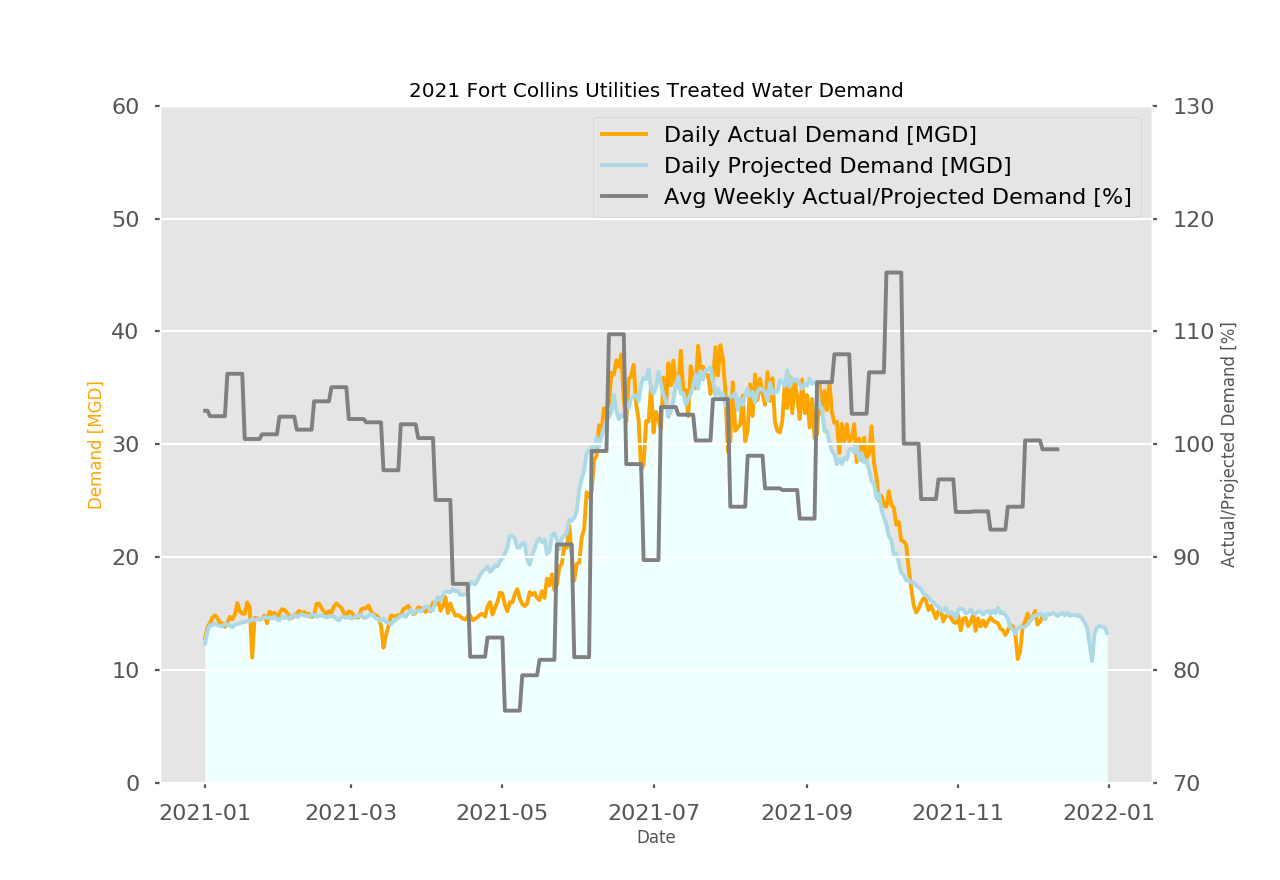 2021 Fort Collins Utilities Treated Water Demand
Daily Actual Demand [MGD]
Daily Projected Demand [MGD]
Avg Weekly Actual/Projected Demand [%]
60
50
40
30
20
10
0
Demand [MGD]
130
120
110
100
90
80
70
Actual/Projected Demand [%]
2021-01 2021-03 2021-05 2021-07 2021-09 2021-11 2022-01
Date